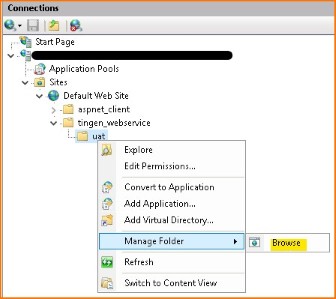 Connections
Start Page
Application Pools
Sites
Default Web Site
aspnet_client
tingen_webservice
uat
Explore
Edit Permissions...
Convert to Application
Add Application...
Add Virtual Directory...
Manage Folder
Browse
Refresh
Switch to Content View